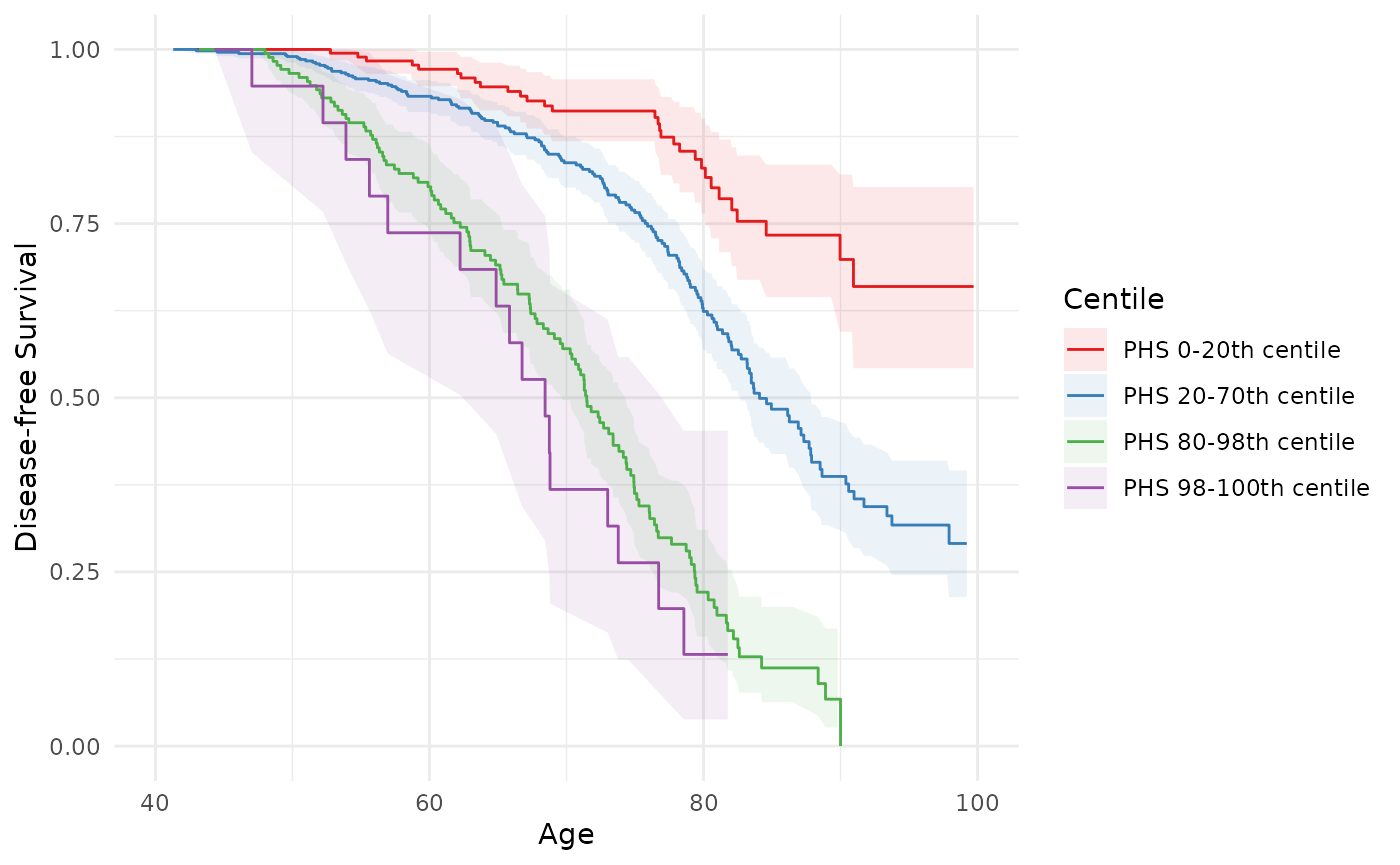 1.00
0.75
0.50
0.25
0.00
Disease-free Survival
40 60 80 100
Age
Centile
PHS 0-20th centile
PHS 20-70th centile
PHS 80-98th centile
PHS 98-100th centile